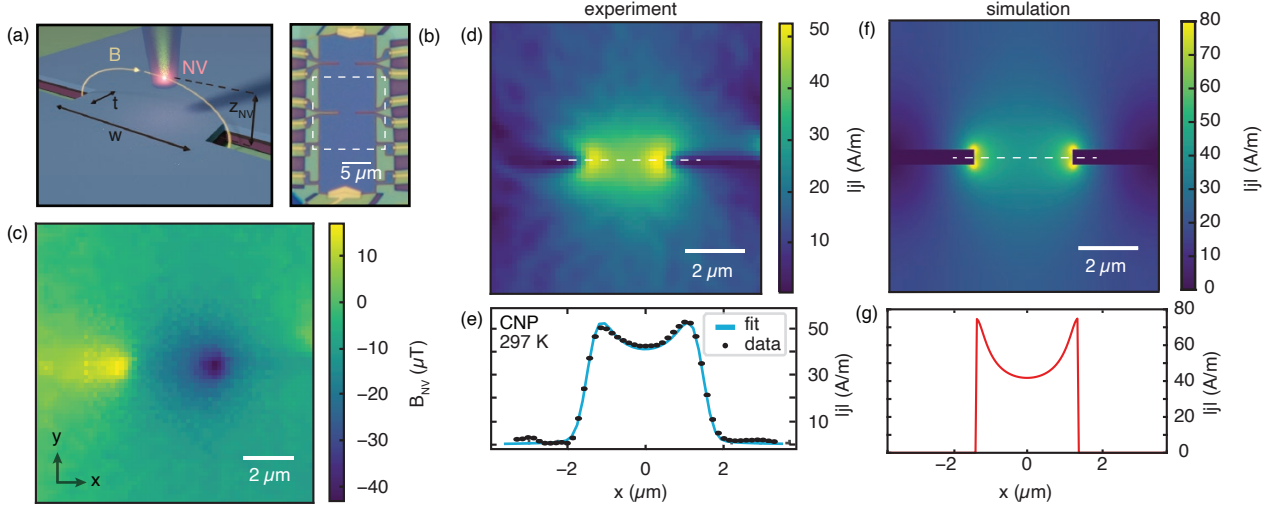 experiment
simulation
(a)
B
NV
t
w
z_NV
(b)
5 μm
(d)
2 μm
50
40
30
20
10
|j| (A/m)
(f)
2 μm
80
70
60
50
40
30
20
10
0
|j| (A/m)
(c)
y
x
2 μm
10
0
−10
−20
−30
−40
B_NV (μT)
(e)
CNP
297 K
fit
data
50
30
10
|j| (A/m)
−2 0 2
x (μm)
(g)
80
60
40
20
0
|j| (A/m)
−2 0 2
x (μm)